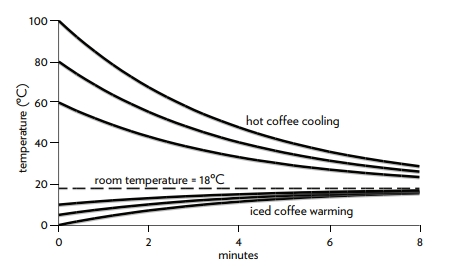 100
80
60
40
20
0
temperature (°C)
hot coffee cooling
room temperature = 18°C
iced coffee warming
0 2 4 6 8
minutes